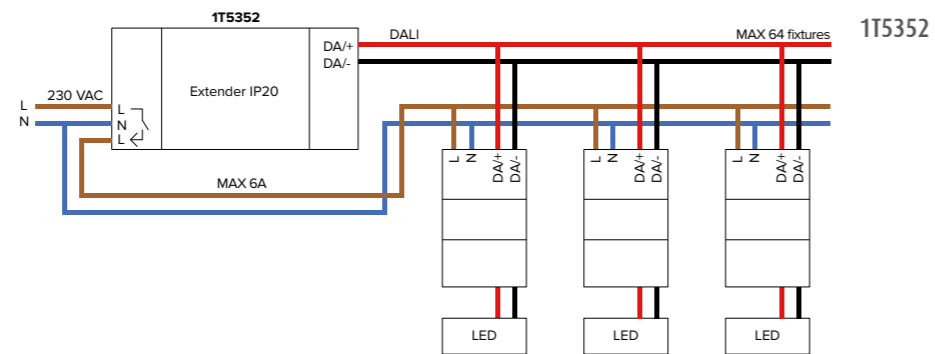 1T5352
1T5352
DALI
MAX 64 fixtures
DA/+
DA/-
Extender IP20
230 VAC
L
N
L
N
L
MAX 6A
L N DA/+ DA/-
L N DA/+ DA/-
L N DA/+ DA/-
LED
LED
LED